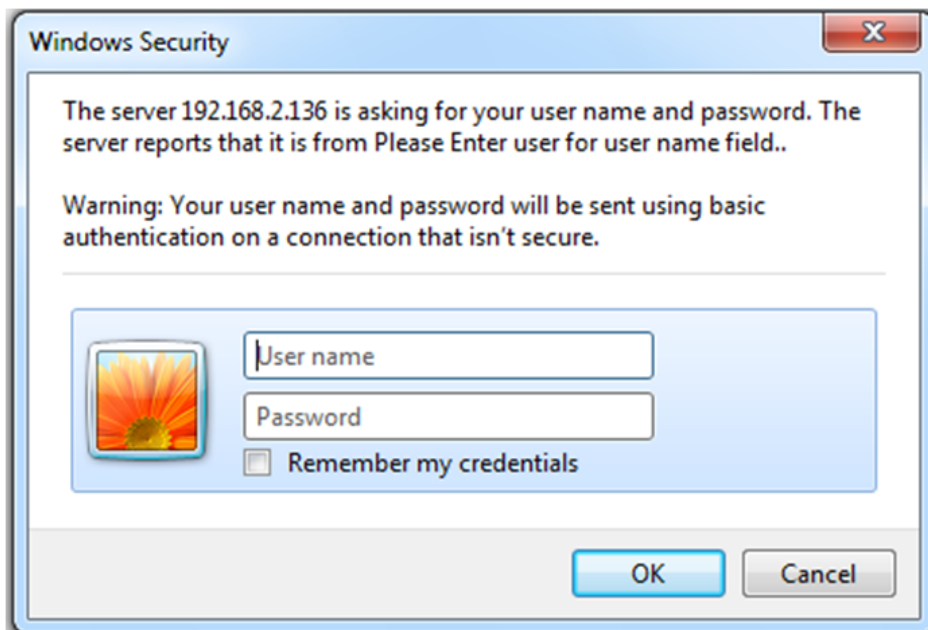 Windows Security
The server 192.168.2.136 is asking for your user name and password. The
server reports that it is from Please Enter user for user name field..
Warning: Your user name and password will be sent using basic
authentication on a connection that isn't secure.
User name
Password
Remember my credentials
OK
Cancel